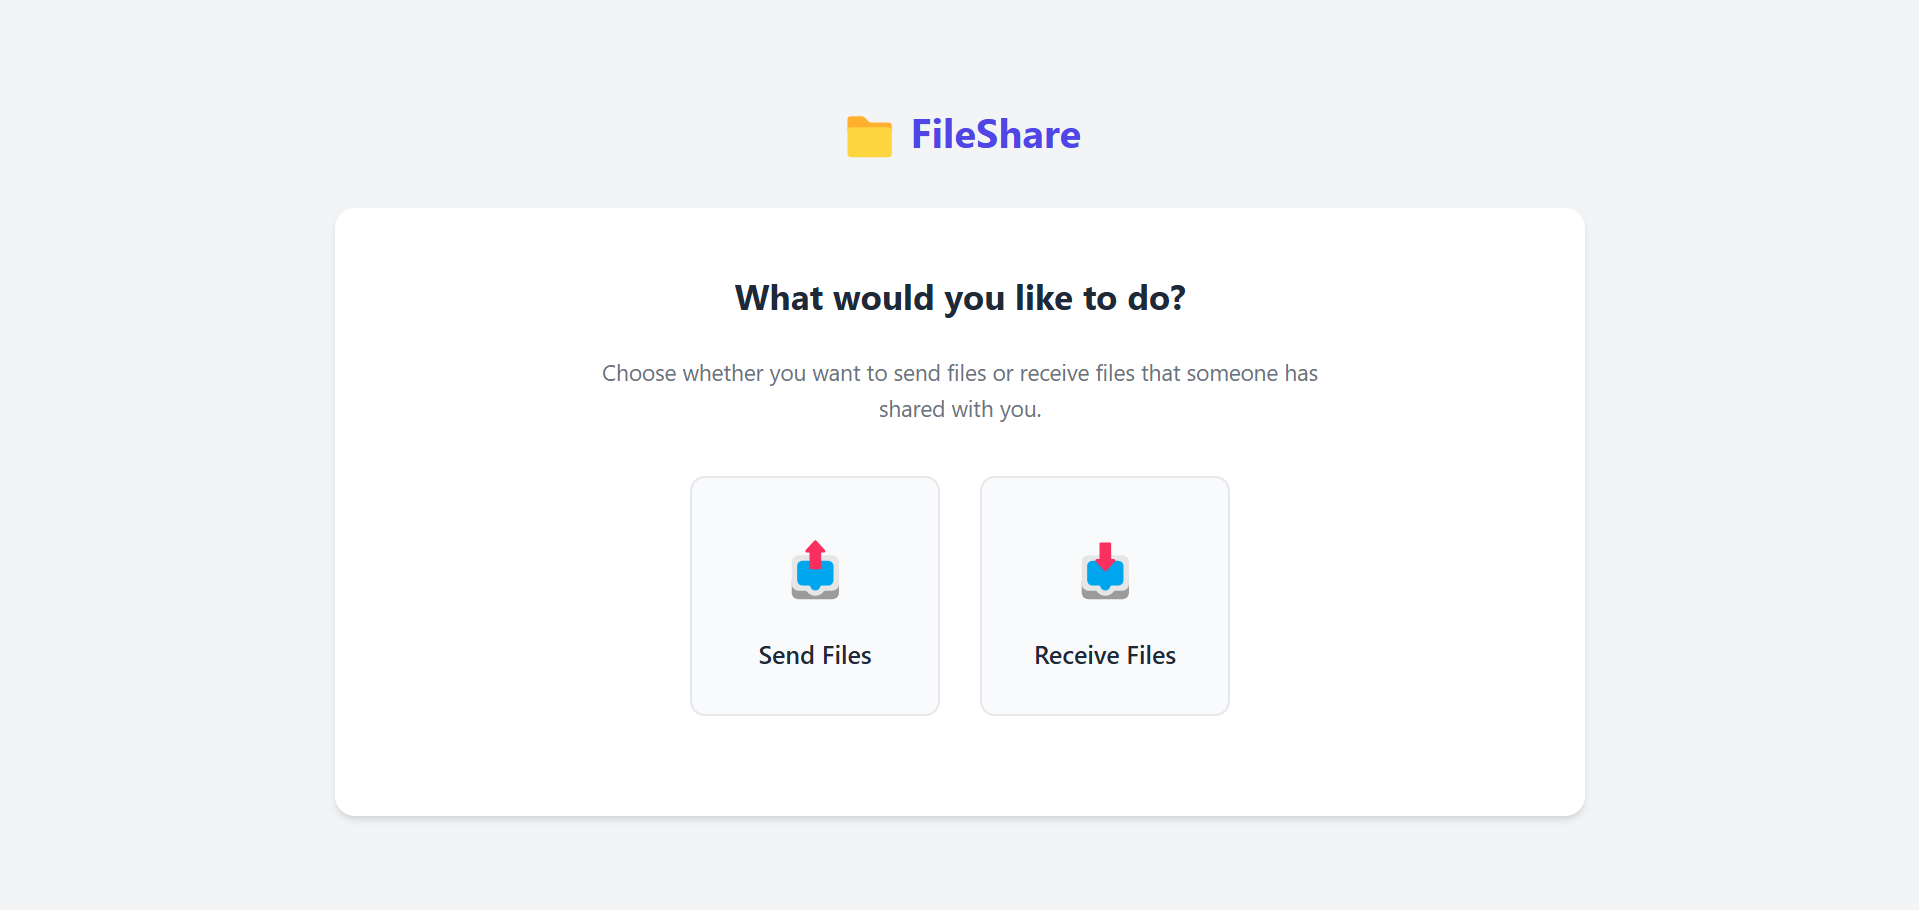 FileShare
What would you like to do?
Choose whether you want to send files or receive files that someone has
shared with you.
Send Files
Receive Files